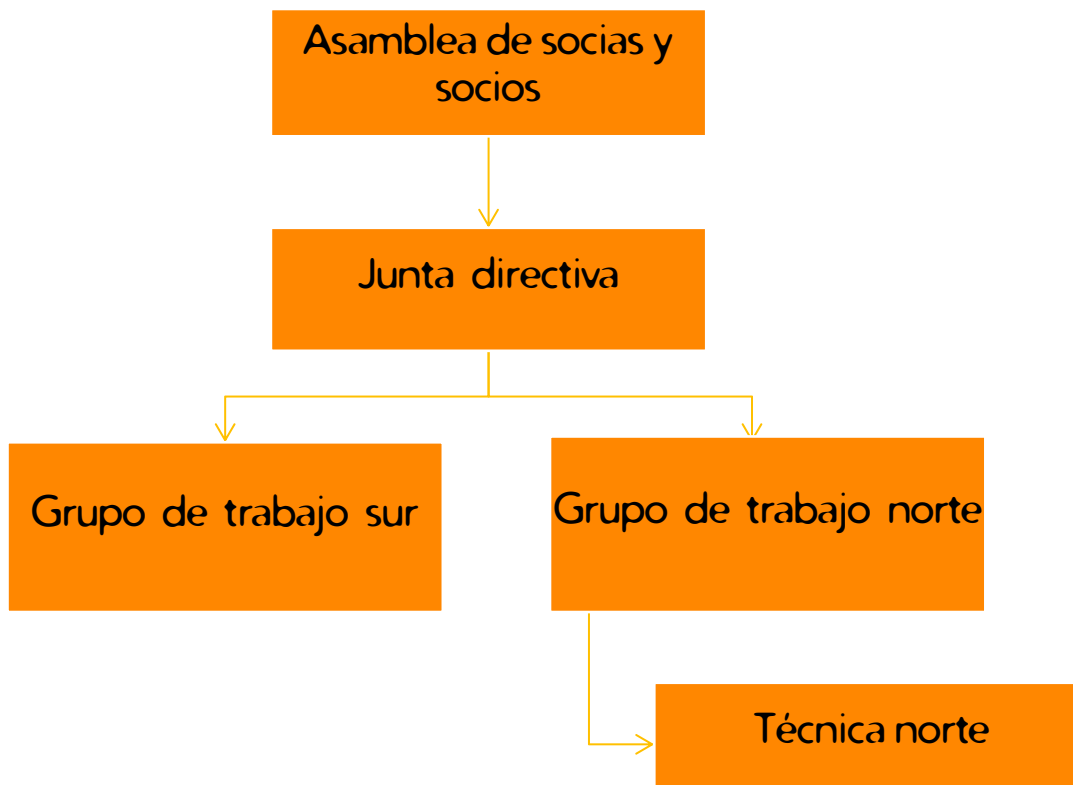 Asamblea de socias y
socios
Junta directiva
Grupo de trabajo sur
Grupo de trabajo norte
Técnica norte